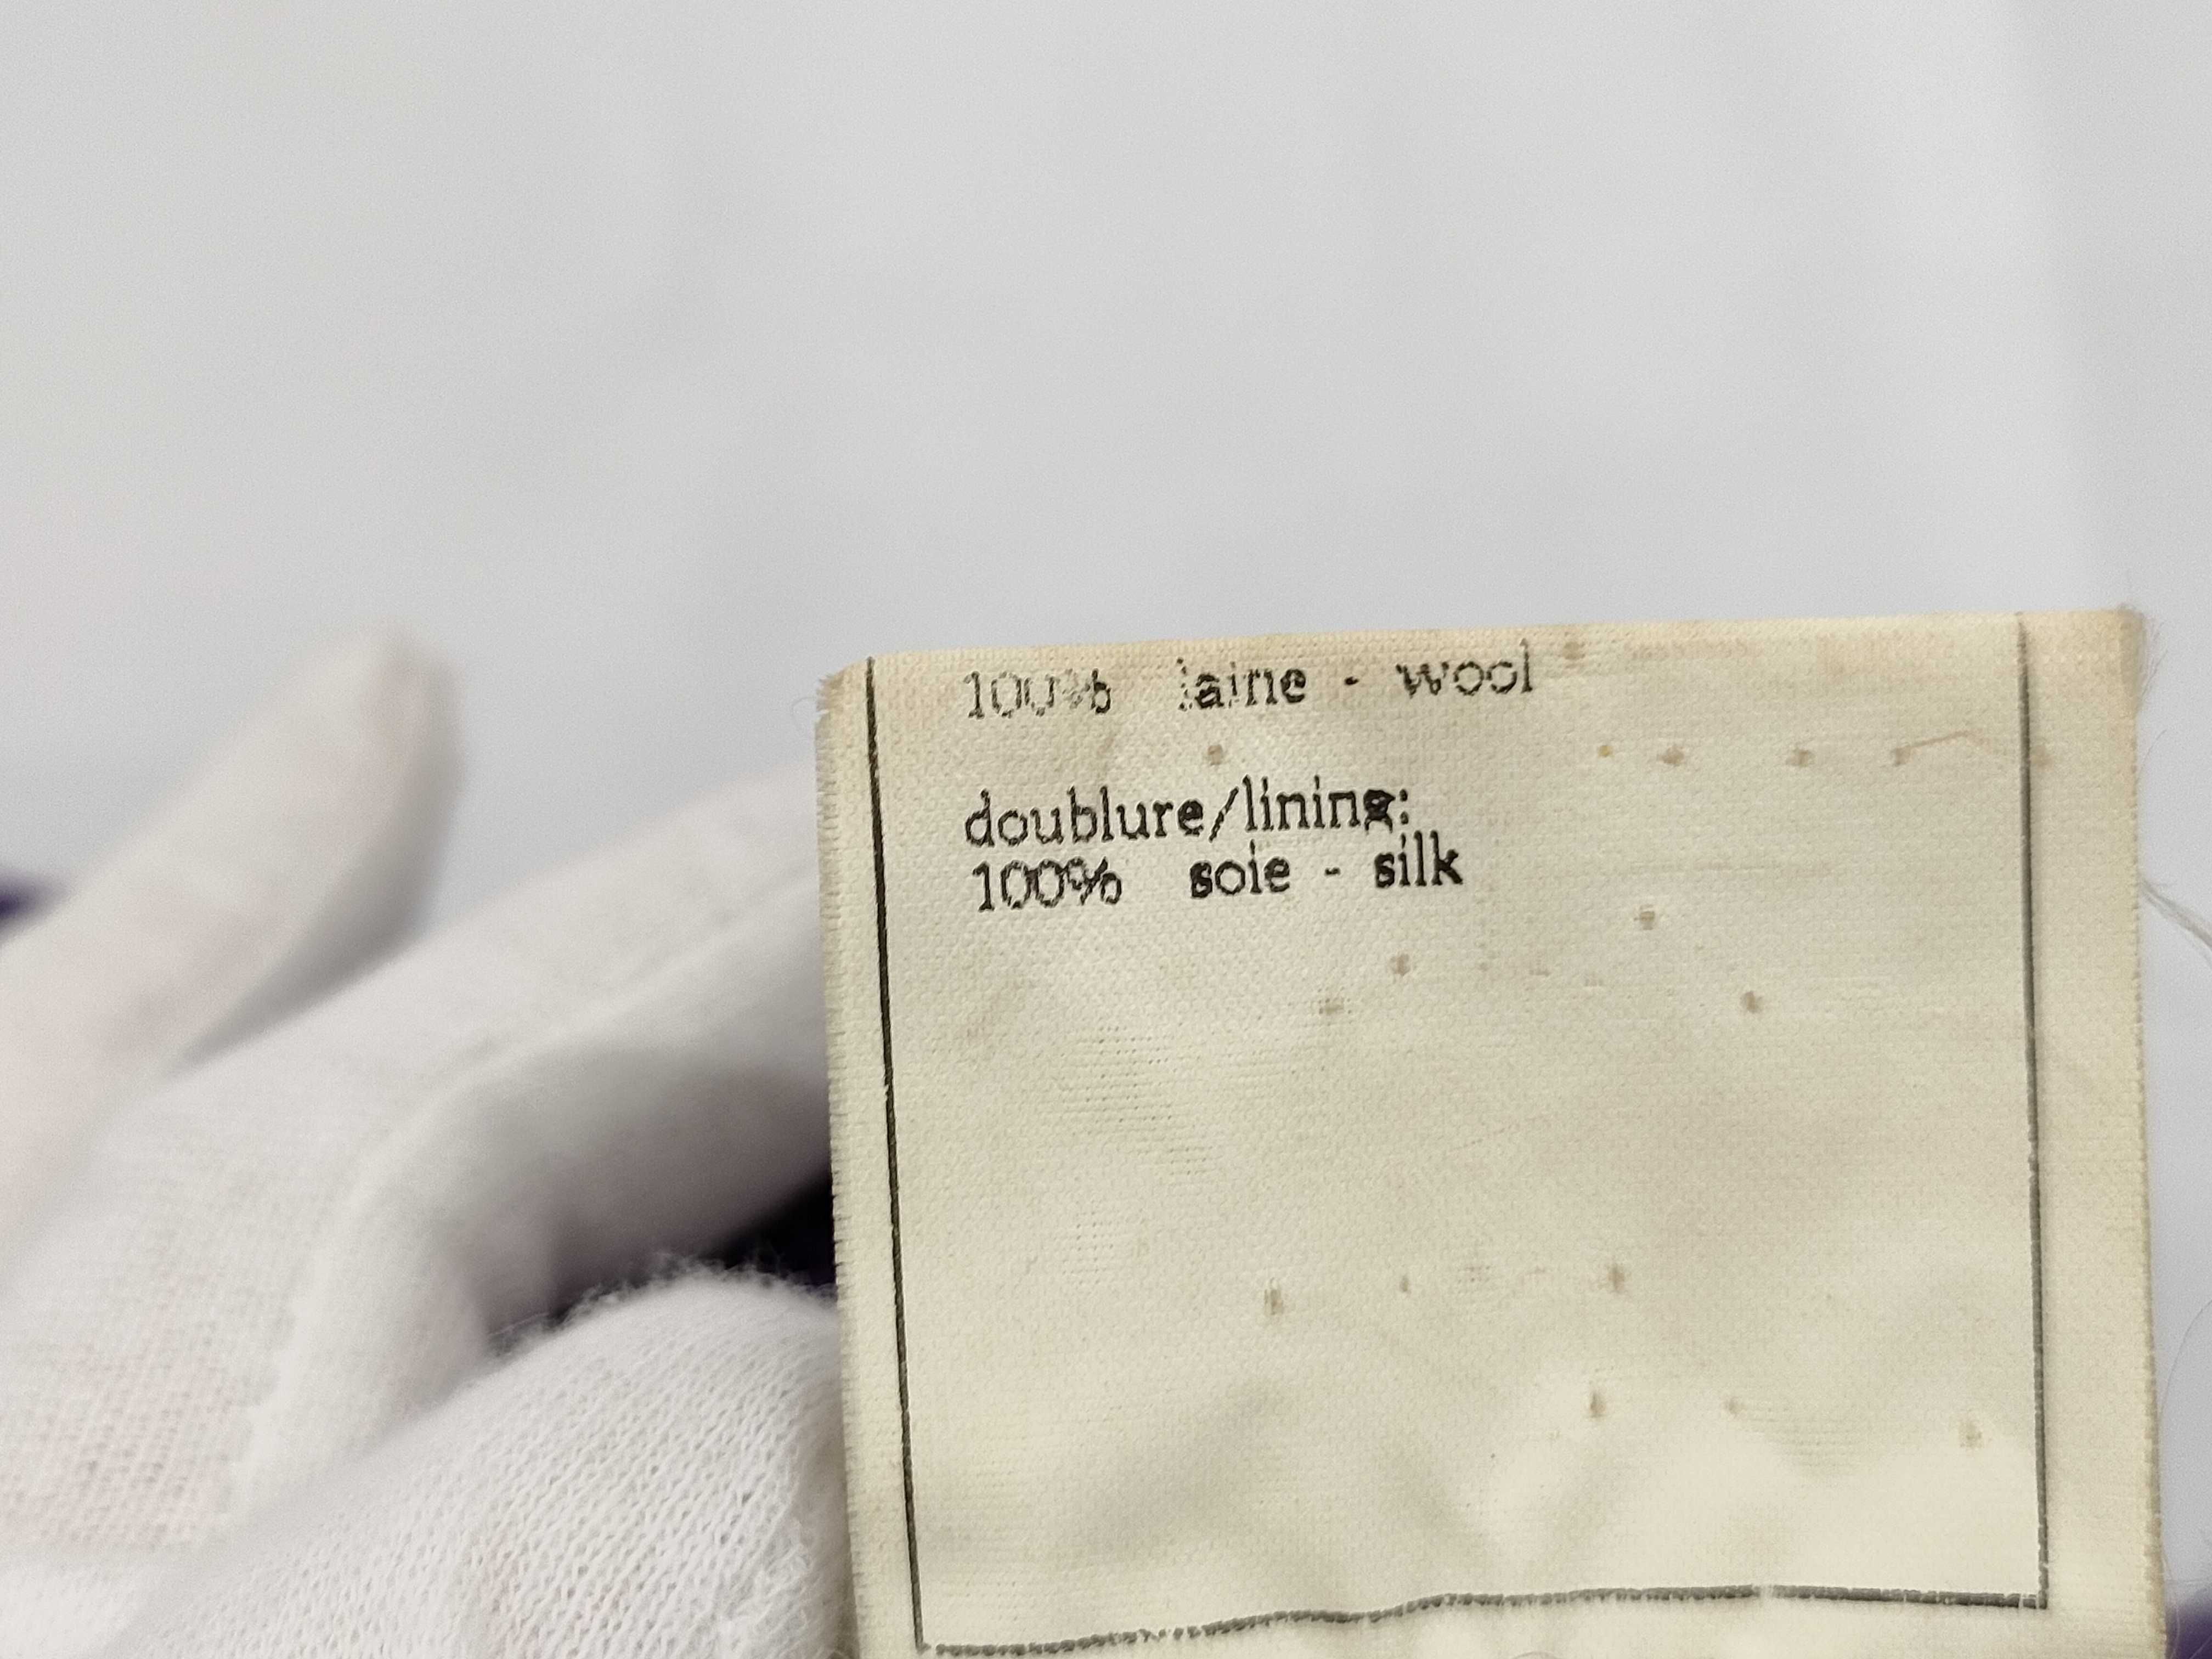 100% laine - wool
doublure/lining:
100% soie - silk